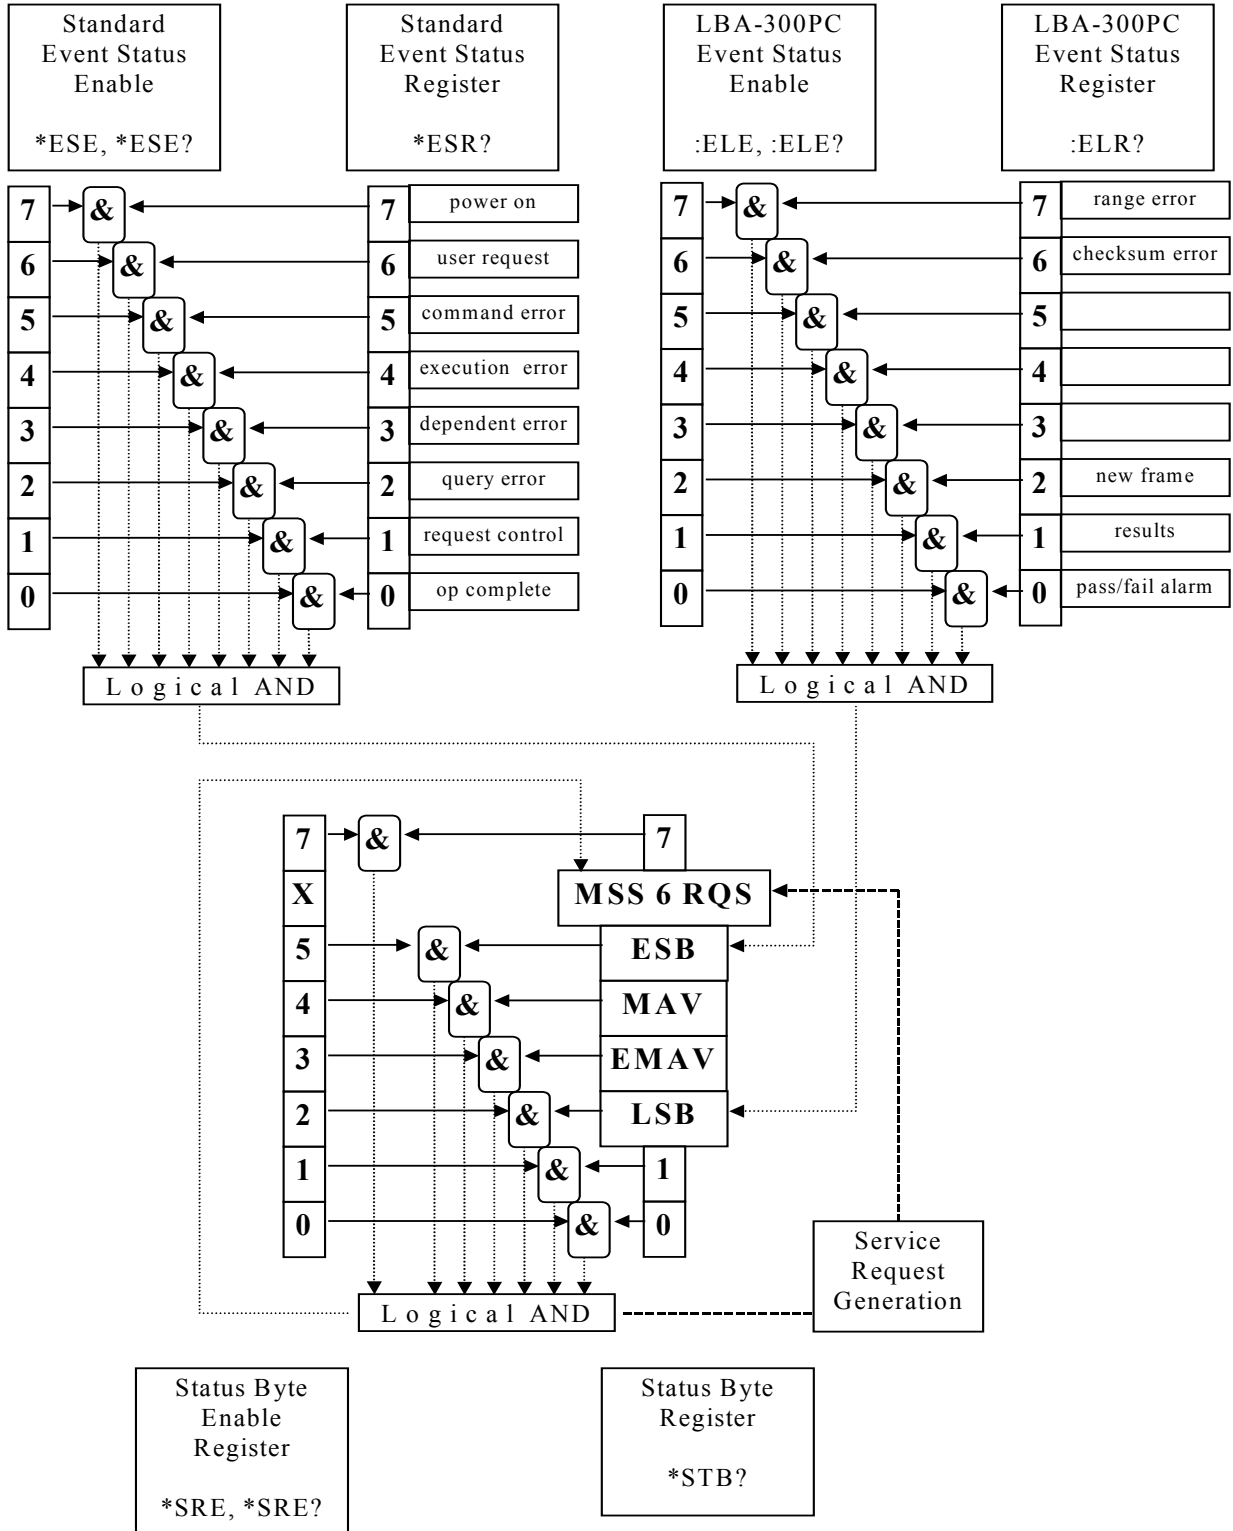 Standard
Event Status
Enable
*ESE, *ESE?
Standard
Event Status
Register
*ESR?
LBA-300PC
Event Status
Enable
:ELE, :ELE?
LBA-300PC
Event Status
Register
:ELR?
7 & 7 power on
6 & 6 user request
5 & 5 command error
4 & 4 execution error
3 & 3 dependent error
2 & 2 query error
1 & 1 request control
0 & 0 op complete
Logical AND
7 & 7 range error
6 & 6 checksum error
5 & 5
4 & 4
3 & 3
2 & 2 new frame
1 & 1 results
0 & 0 pass/fail alarm
Logical AND
7 & 7
X MSS 6 RQS
5 & ESB
4 & MAV
3 & EMAV
2 & LSB
1 & 1
0 & 0
Logical AND
Service
Request
Generation
Status Byte
Enable
Register
*SRE, *SRE?
Status Byte
Register
*STB?